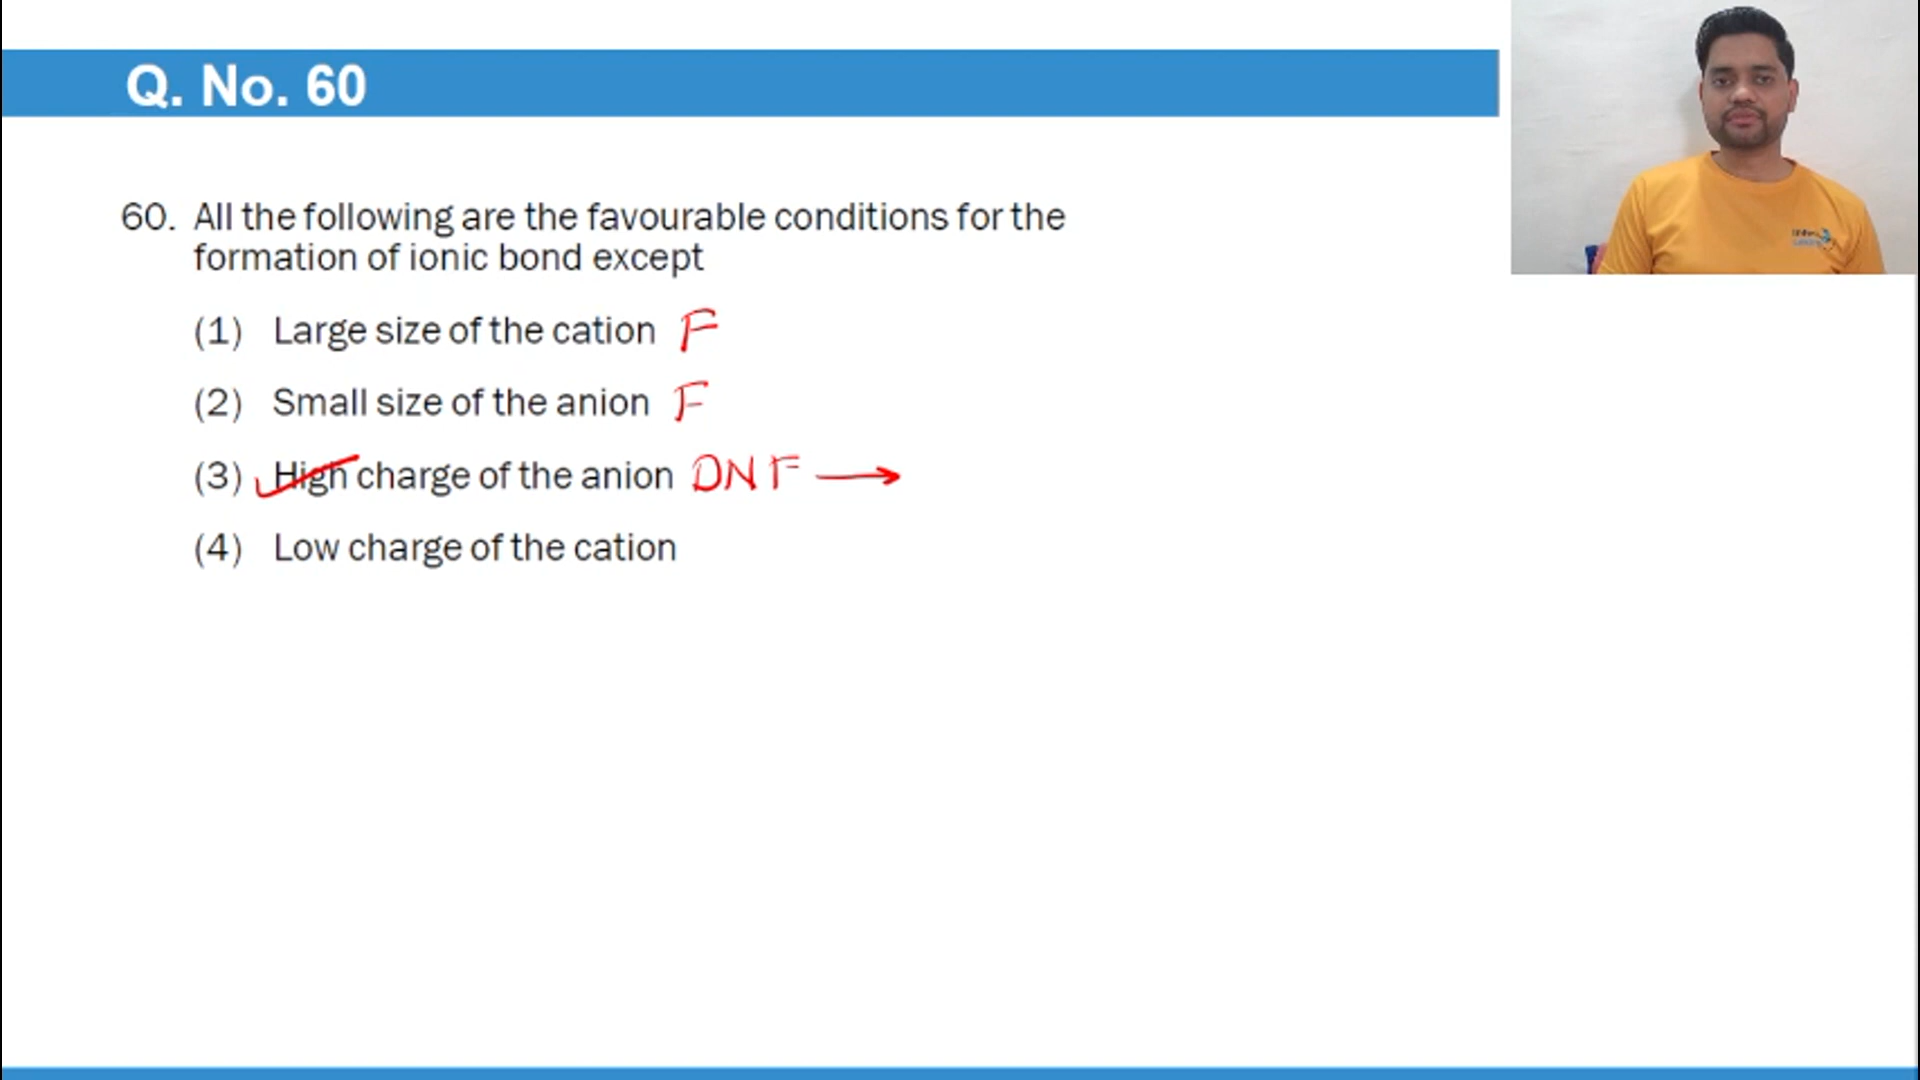 Q. No. 60
60. All the following are the favourable conditions for the
formation of ionic bond except
(1) Large size of the cation F
(2) Small size of the anion F
(3) High charge of the anion DNF →
(4) Low charge of the cation